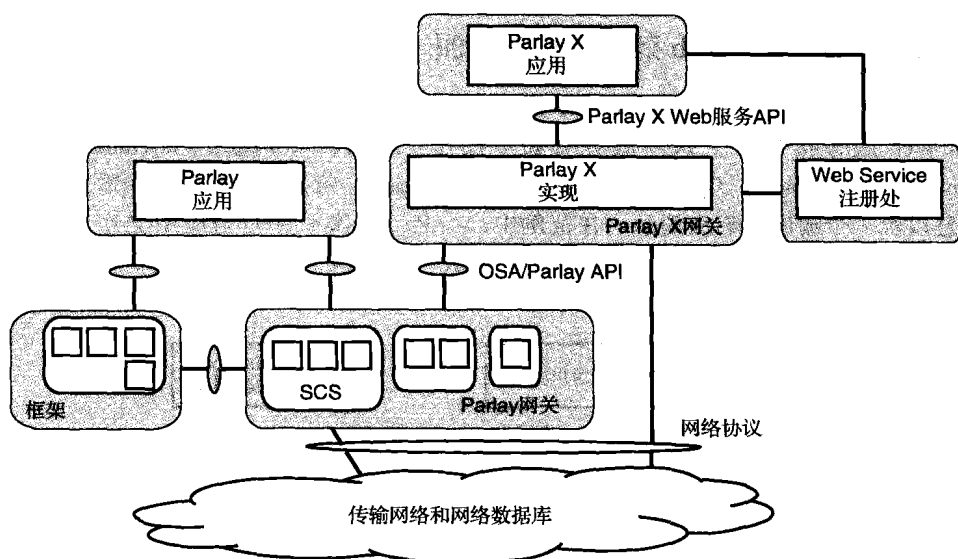 Parlay X
应用
Parlay X Web服务API
Parlay
应用
Parlay X
实现
Parlay X网关
Web Service
注册处
OSA/Parlay API
SCS
框架
Parlay网关
网络协议
传输网络和网络数据库